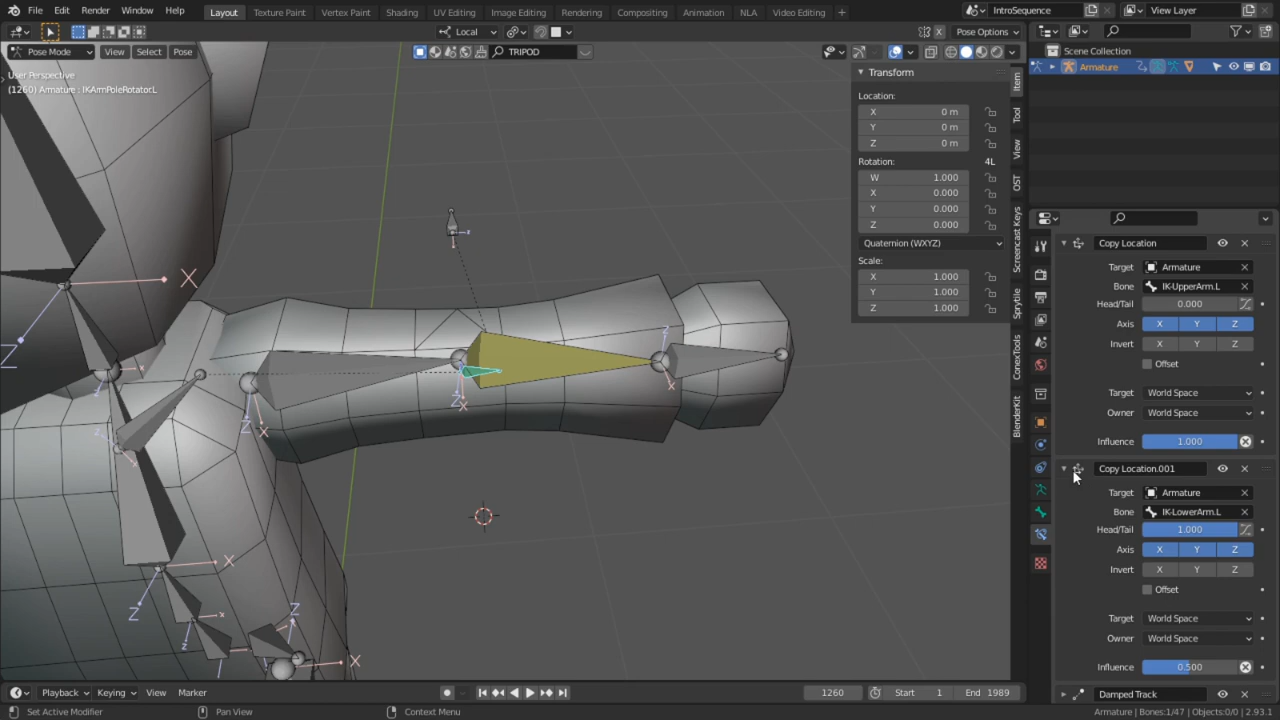 File Edit Render Window Help Layout Texture Paint Vertex Paint Shading UV Editing Image Editing Rendering Compositing Animation NLA Video Editing + IntroSequence View Layer
Local TRIPOD Pose Options
Pose Mode View Select Pose
User Perspective
(1260) Armature : IKArmPoleRotator.L
Transform
Location:
X 0 m
Y 0 m
Z 0 m
Rotation: 4L
W 1.000
X 0.000
Y 0.000
Z 0.000
Quaternion (WXYZ)
Scale:
X 1.000
Y 1.000
Z 1.000
Item
Tool
View
OST
Screencast Keys
Sprytile
ConexTools
BlenderKit
Scene Collection
Armature
Copy Location
Target Armature
Bone IK-UpperArm.L
Head/Tail 0.000
Axis X Y Z
Invert X Y Z
Offset
Target World Space
Owner World Space
Influence 1.000
Copy Location.001
Target Armature
Bone IK-LowerArm.L
Head/Tail 1.000
Axis X Y Z
Invert X Y Z
Offset
Target World Space
Owner World Space
Influence 0.500
Damped Track
X
Z
X
Z
X
Z
X
Z
X
Z
X
Playback Keying View Marker 1260 Start 1 End 1989
Set Active Modifier Pan View Context Menu Armature | Bones:1/47 | Objects:0/0 | 2.93.1